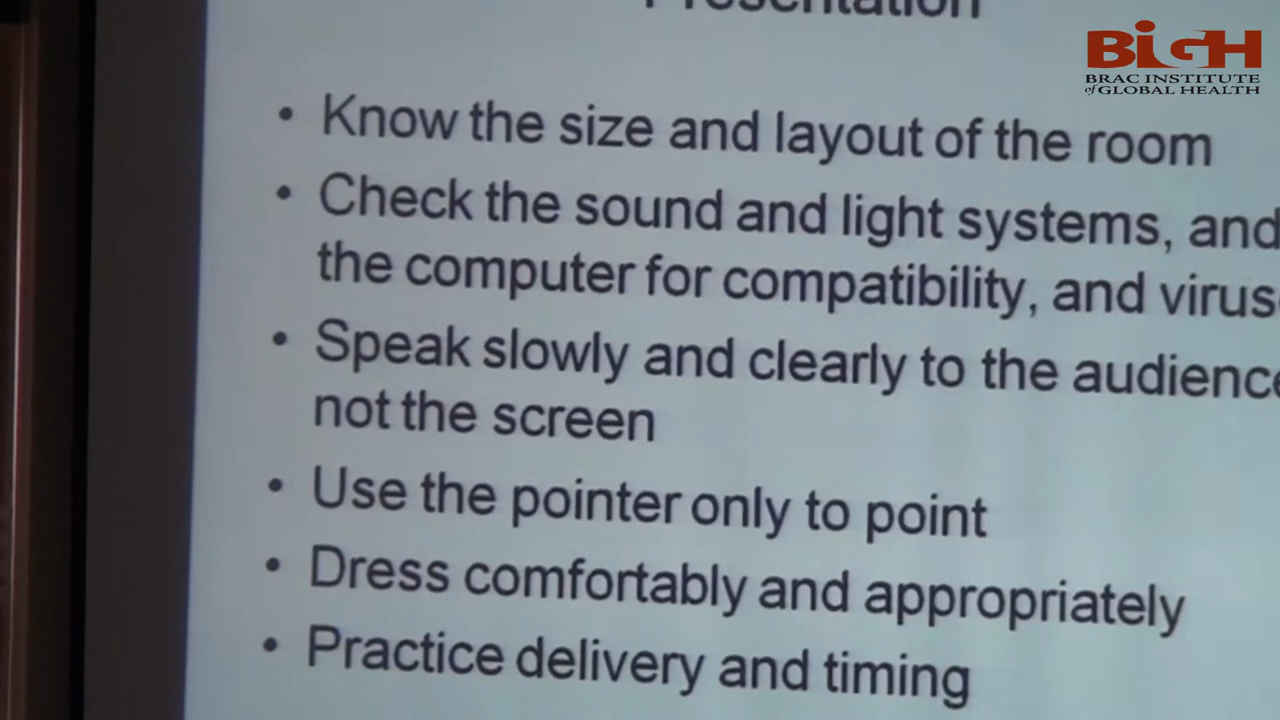 Presentation
BIGH
BRAC INSTITUTE
of GLOBAL HEALTH
• Know the size and layout of the room
• Check the sound and light systems, and
the computer for compatibility, and
• Speak slowly and clearly to the audience
not the screen
• Use the pointer only to point
• Dress comfortably and appropriately
• Practice delivery and timing